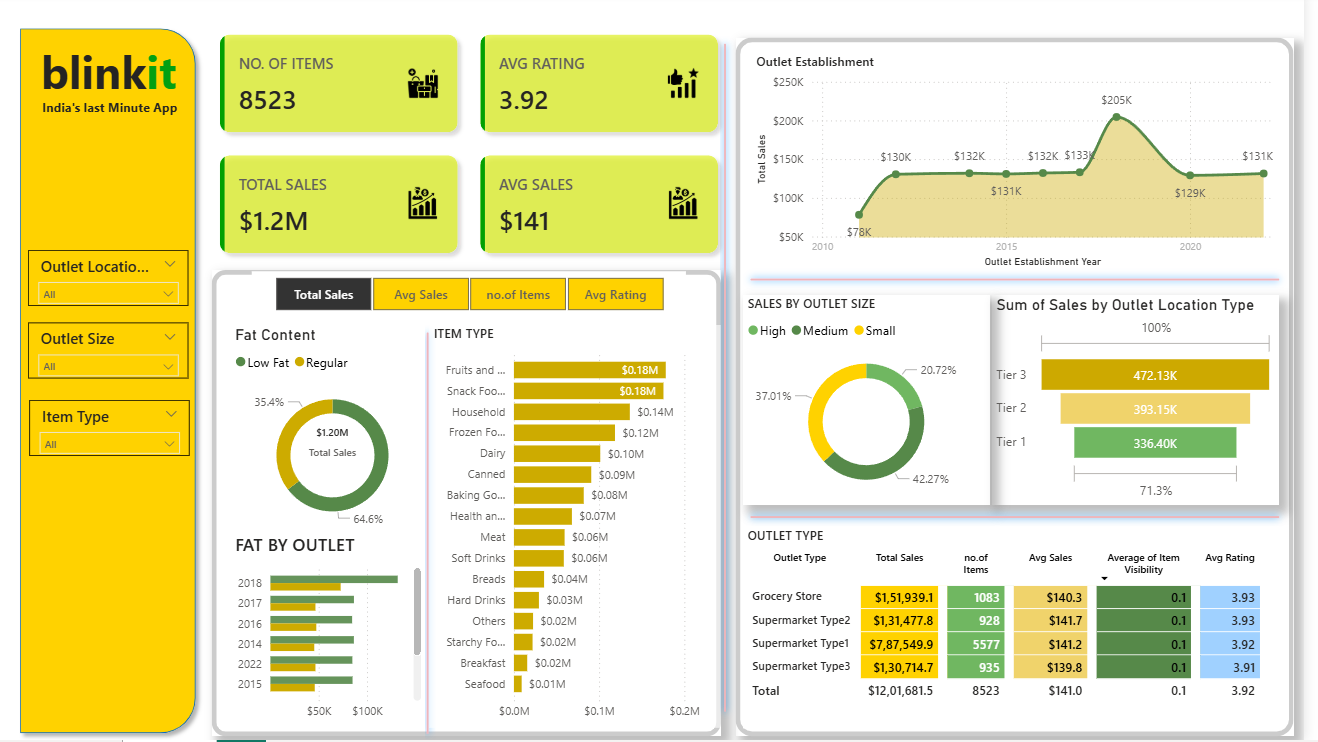 blinkit
India's last Minute App
Outlet Locatio...
All
Outlet Size
All
Item Type
All
NO. OF ITEMS
8523
AVG RATING
3.92
TOTAL SALES
$1.2M
AVG SALES
$141
Total Sales
Avg Sales
no.of Items
Avg Rating
Fat Content
Low Fat Regular
35.4%
$1.20M
Total Sales
64.6%
FAT BY OUTLET
2018
2017
2016
2014
2022
2015
$50K $100K
ITEM TYPE
Fruits and ... $0.18M
Snack Foo... $0.18M
Household $0.14M
Frozen Fo... $0.12M
Dairy $0.10M
Canned $0.09M
Baking Go... $0.08M
Health an... $0.07M
Meat $0.06M
Soft Drinks $0.06M
Breads $0.04M
Hard Drinks $0.03M
Others $0.02M
Starchy Fo... $0.02M
Breakfast $0.02M
Seafood $0.01M
$0.0M $0.1M $0.2M
Outlet Establishment
Total Sales
$250K
$200K
$150K
$100K
$50K
$78K
$130K
$132K
$131K
$132K
$133K
$205K
$129K
$131K
2010 2015 2020
Outlet Establishment Year
SALES BY OUTLET SIZE
High Medium Small
20.72%
37.01%
42.27%
Sum of Sales by Outlet Location Type
100%
Tier 3 472.13K
Tier 2 393.15K
Tier 1 336.40K
71.3%
OUTLET TYPE
Outlet Type Total Sales no.of Items Avg Sales Average of Item Visibility Avg Rating
Grocery Store $1,51,939.1 1083 $140.3 0.1 3.93
Supermarket Type2 $1,31,477.8 928 $141.7 0.1 3.93
Supermarket Type1 $7,87,549.9 5577 $141.2 0.1 3.92
Supermarket Type3 $1,30,714.7 935 $139.8 0.1 3.91
Total $12,01,681.5 8523 $141.0 0.1 3.92